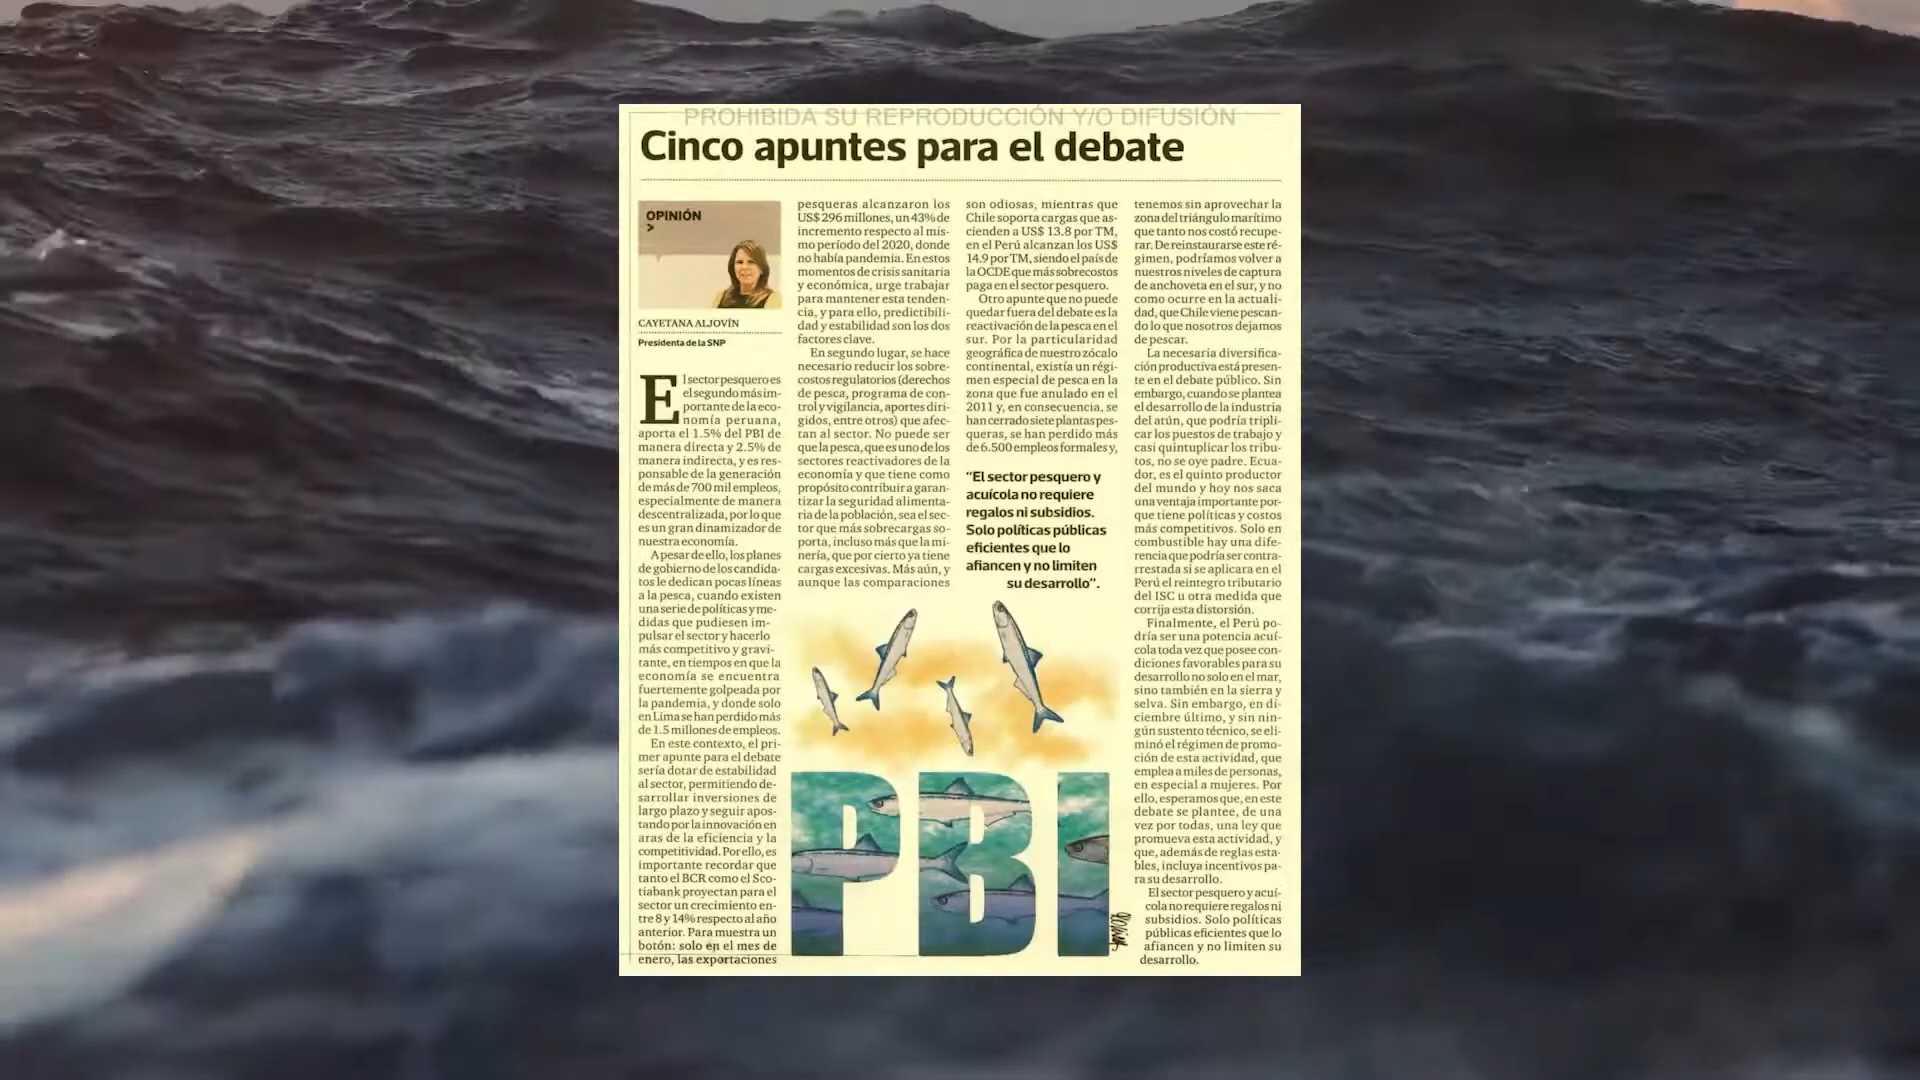 PROHIBIDA SU REPRODUCCIÓN Y/O DIFUSIÓN
Cinco apuntes para el debate
OPINIÓN
>
CAYETANA ALJOVÍN
Presidenta de la SNP
El sector pesquero es
el segundo más im-
portante de la eco-
nomía peruana,
aporta el 1.5% del PBI de
manera directa y 2.5% de
manera indirecta, y es res-
ponsable de la generación
de más de 700 mil empleos,
especialmente de manera
descentralizada, por lo que
es un gran dinamizador de
nuestra economía.
A pesar de ello, los planes
de gobierno de los candida-
tos le dedican pocas líneas
a la pesca, cuando existen
una serie de políticas y me-
didas que pudiesen im-
pulsar el sector y hacerlo
más competitivo y gravi-
tante, en tiempos en que la
economía se encuentra
fuertemente golpeada por
la pandemia, y donde solo
en Lima se han perdido más
de 1.5 millones de empleos.
En este contexto, el pri-
mer apunte para el debate
sería dotar de estabilidad
al sector, permitiendo de-
sarrollar inversiones de
largo plazo y seguir apos-
tando por la innovación en
aras de la eficiencia y la
competitividad. Por ello, es
importante recordar que
tanto el BCR como el Sco-
tiabank proyectan para el
sector un crecimiento en-
tre 8 y 14% respecto al año
anterior. Para muestra un
botón: solo en el mes de
enero, las exportaciones
pesqueras alcanzaron los
US$ 296 millones, un 43% de
incremento respecto al mis-
mo período del 2020, donde
no había pandemia. En estos
momentos de crisis sanitaria
y económica, urge trabajar
para mantener esta tenden-
cia, y para ello, predictibili-
dad y estabilidad son los dos
factores clave.
En segundo lugar, se hace
necesario reducir los sobre-
costos regulatorios (derechos
de pesca, programa de con-
trol y vigilancia, aportes diri-
gidos, entre otros) que afec-
tan al sector. No puede ser
que la pesca, que es uno de los
sectores reactivadores de la
economía y que tiene como
propósito contribuir a garan-
tizar la seguridad alimenta-
ria de la población, sea el sec-
tor que más sobrecargas so-
porta, incluso más que la mi-
nería, que por cierto ya tiene
cargas excesivas. Más aún, y
aunque las comparaciones
son odiosas, mientras que
Chile soporta cargas que as-
cienden a US$ 13.8 por TM,
en el Perú alcanzan los US$
14.9 por TM, siendo el país de
la OCDE que más sobrecostos
paga en el sector pesquero.
Otro apunte que no puede
quedar fuera del debate es la
reactivación de la pesca en el
sur. Por la particularidad
geográfica de nuestro zócalo
continental, existía un régi-
men especial de pesca en la
zona que fue anulado en el
2011 y, en consecuencia, se
han cerrado siete plantas pes-
queras, se han perdido más
de 6.500 empleos formales y,
“El sector pesquero y
acuícola no requiere
regalos ni subsidios.
Solo políticas públicas
eficientes que lo
afiancen y no limiten
su desarrollo”.
PBI
tenemos sin aprovechar la
zona del triángulo marítimo
que tanto nos costó recupe-
rar. De reinstaurarse este ré-
gimen, podríamos volver a
nuestros niveles de captura
de anchoveta en el sur, y no
como ocurre en la actuali-
dad, que Chile viene pescan-
do lo que nosotros dejamos
de pescar.
La necesaria diversifica-
ción productiva está presen-
te en el debate público. Sin
embargo, cuando se plantea
el desarrollo de la industria
del atún, que podría tripli-
car los puestos de trabajo y
casi quintuplicar los tribu-
tos, no se oye padre. Ecua-
dor, es el quinto productor
del mundo y hoy nos saca
una ventaja importante por-
que tiene políticas y costos
más competitivos. Solo en
combustible hay una dife-
rencia que podría ser contra-
rrestada si se aplicara en el
Perú el reintegro tributario
del ISC u otra medida que
corrija esta distorsión.
Finalmente, el Perú po-
dría ser una potencia acuí-
cola toda vez que posee con-
diciones favorables para su
desarrollo no solo en el mar,
sino también en la sierra y
selva. Sin embargo, en di-
ciembre último, y sin nin-
gún sustento técnico, se eli-
minó el régimen de promo-
ción de esta actividad, que
emplea a miles de personas,
en especial a mujeres. Por
ello, esperamos que, en este
debate se plantee, de una
vez por todas, una ley que
promueva esta actividad, y
que, además de reglas esta-
bles, incluya incentivos pa-
ra su desarrollo.
El sector pesquero y acuí-
cola no requiere regalos ni
subsidios. Solo políticas
públicas eficientes que lo
afiancen y no limiten su
desarrollo.